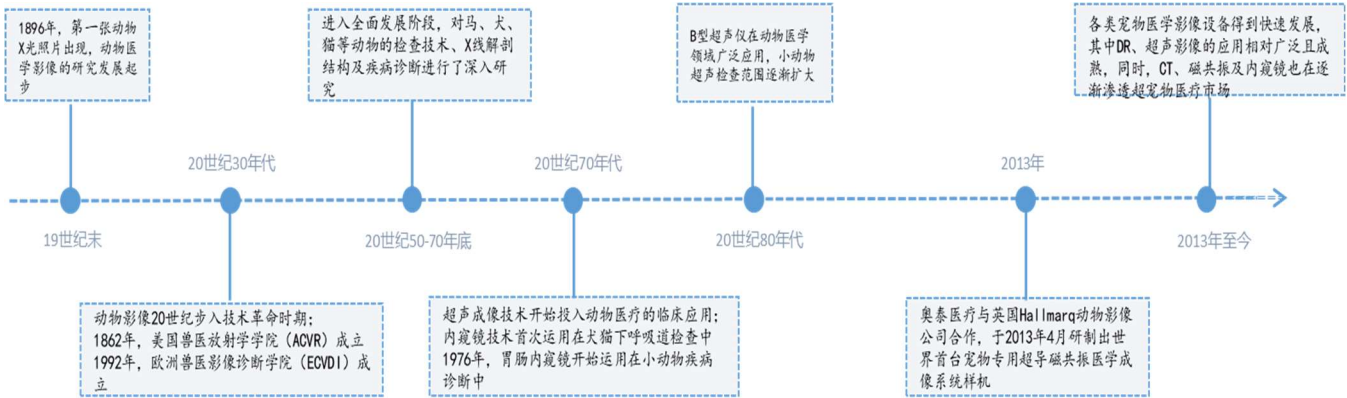 1896年，第一张动物
X光照片出现，动物医
学影像的研究发展起
步
19世纪末
20世纪30年代
动物影像20世纪步入技术革命时期；
1862年，美国兽医放射学学院（ACVR）成立
1992年，欧洲兽医影像诊断学院（ECVDI）成
立
进入全面发展阶段，对马、犬、
猫等动物的检查技术、X线解剖
结构及疾病诊断进行了深入研
究
20世纪50-70年底
20世纪70年代
超声成像技术开始投入动物医疗的临床应用；
内窥镜技术首次运用在犬猫下呼吸道检查中
1976年，胃肠内窥镜开始运用在小动物疾病
诊断中
B型超声仪在动物医学
领域广泛应用，小动物
超声检查范围逐渐扩大
20世纪80年代
2013年
奥泰医疗与英国Hallmarq动物影像
公司合作，于2013年4月研制出世
界首台宠物专用超导磁共振医学成
像系统样机
各类宠物医学影像设备得到快速发展，
其中DR、超声影像的应用相对广泛且成
熟，同时，CT、磁共振及内窥镜也在逐
渐渗透超宠物医疗市场
2013年至今